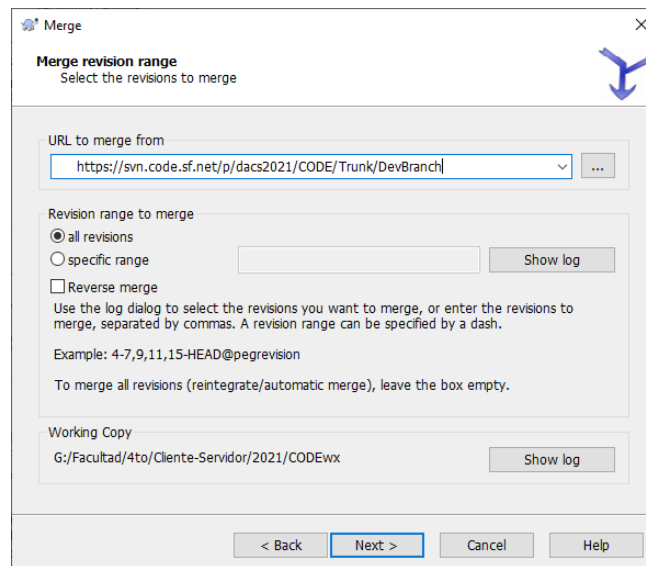 Merge
Merge revision range
Select the revisions to merge
URL to merge from
https://svn.code.sf.net/p/dacs2021/CODE/Trunk/DevBranch
...
Revision range to merge
all revisions
specific range
Show log
Reverse merge
Use the log dialog to select the revisions you want to merge, or enter the revisions to
merge, separated by commas. A revision range can be specified by a dash.
Example: 4-7,9,11,15-HEAD@pegrevision
To merge all revisions (reintegrate/automatic merge), leave the box empty.
Working Copy
G:/Facultad/4to/Cliente-Servidor/2021/CODEwx
Show log
< Back
Next >
Cancel
Help